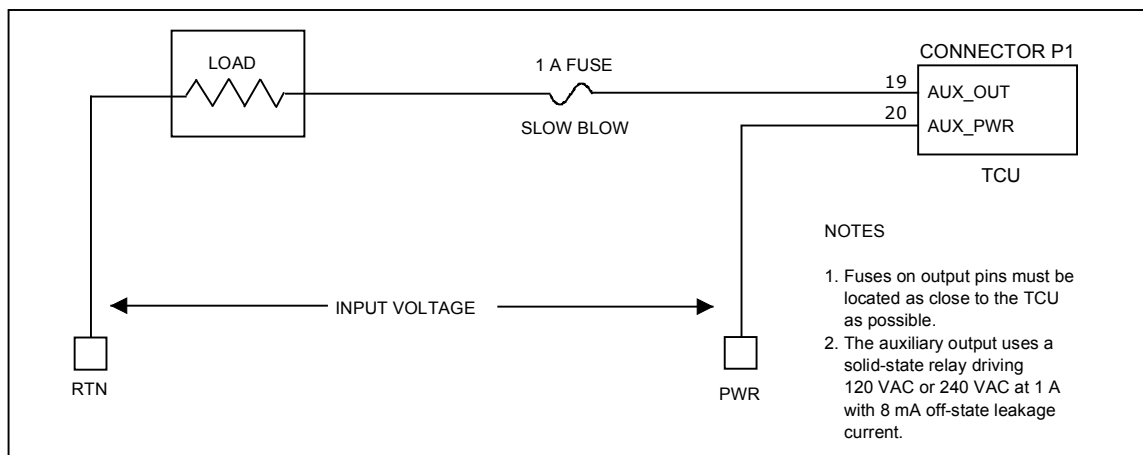 CONNECTOR P1
LOAD
1 A FUSE
19
AUX_OUT
20
AUX_PWR
SLOW BLOW
TCU
NOTES
1. Fuses on output pins must be
located as close to the TCU
as possible.
2. The auxiliary output uses a
solid-state relay driving
120 VAC or 240 VAC at 1 A
with 8 mA off-state leakage
current.
INPUT VOLTAGE
RTN
PWR